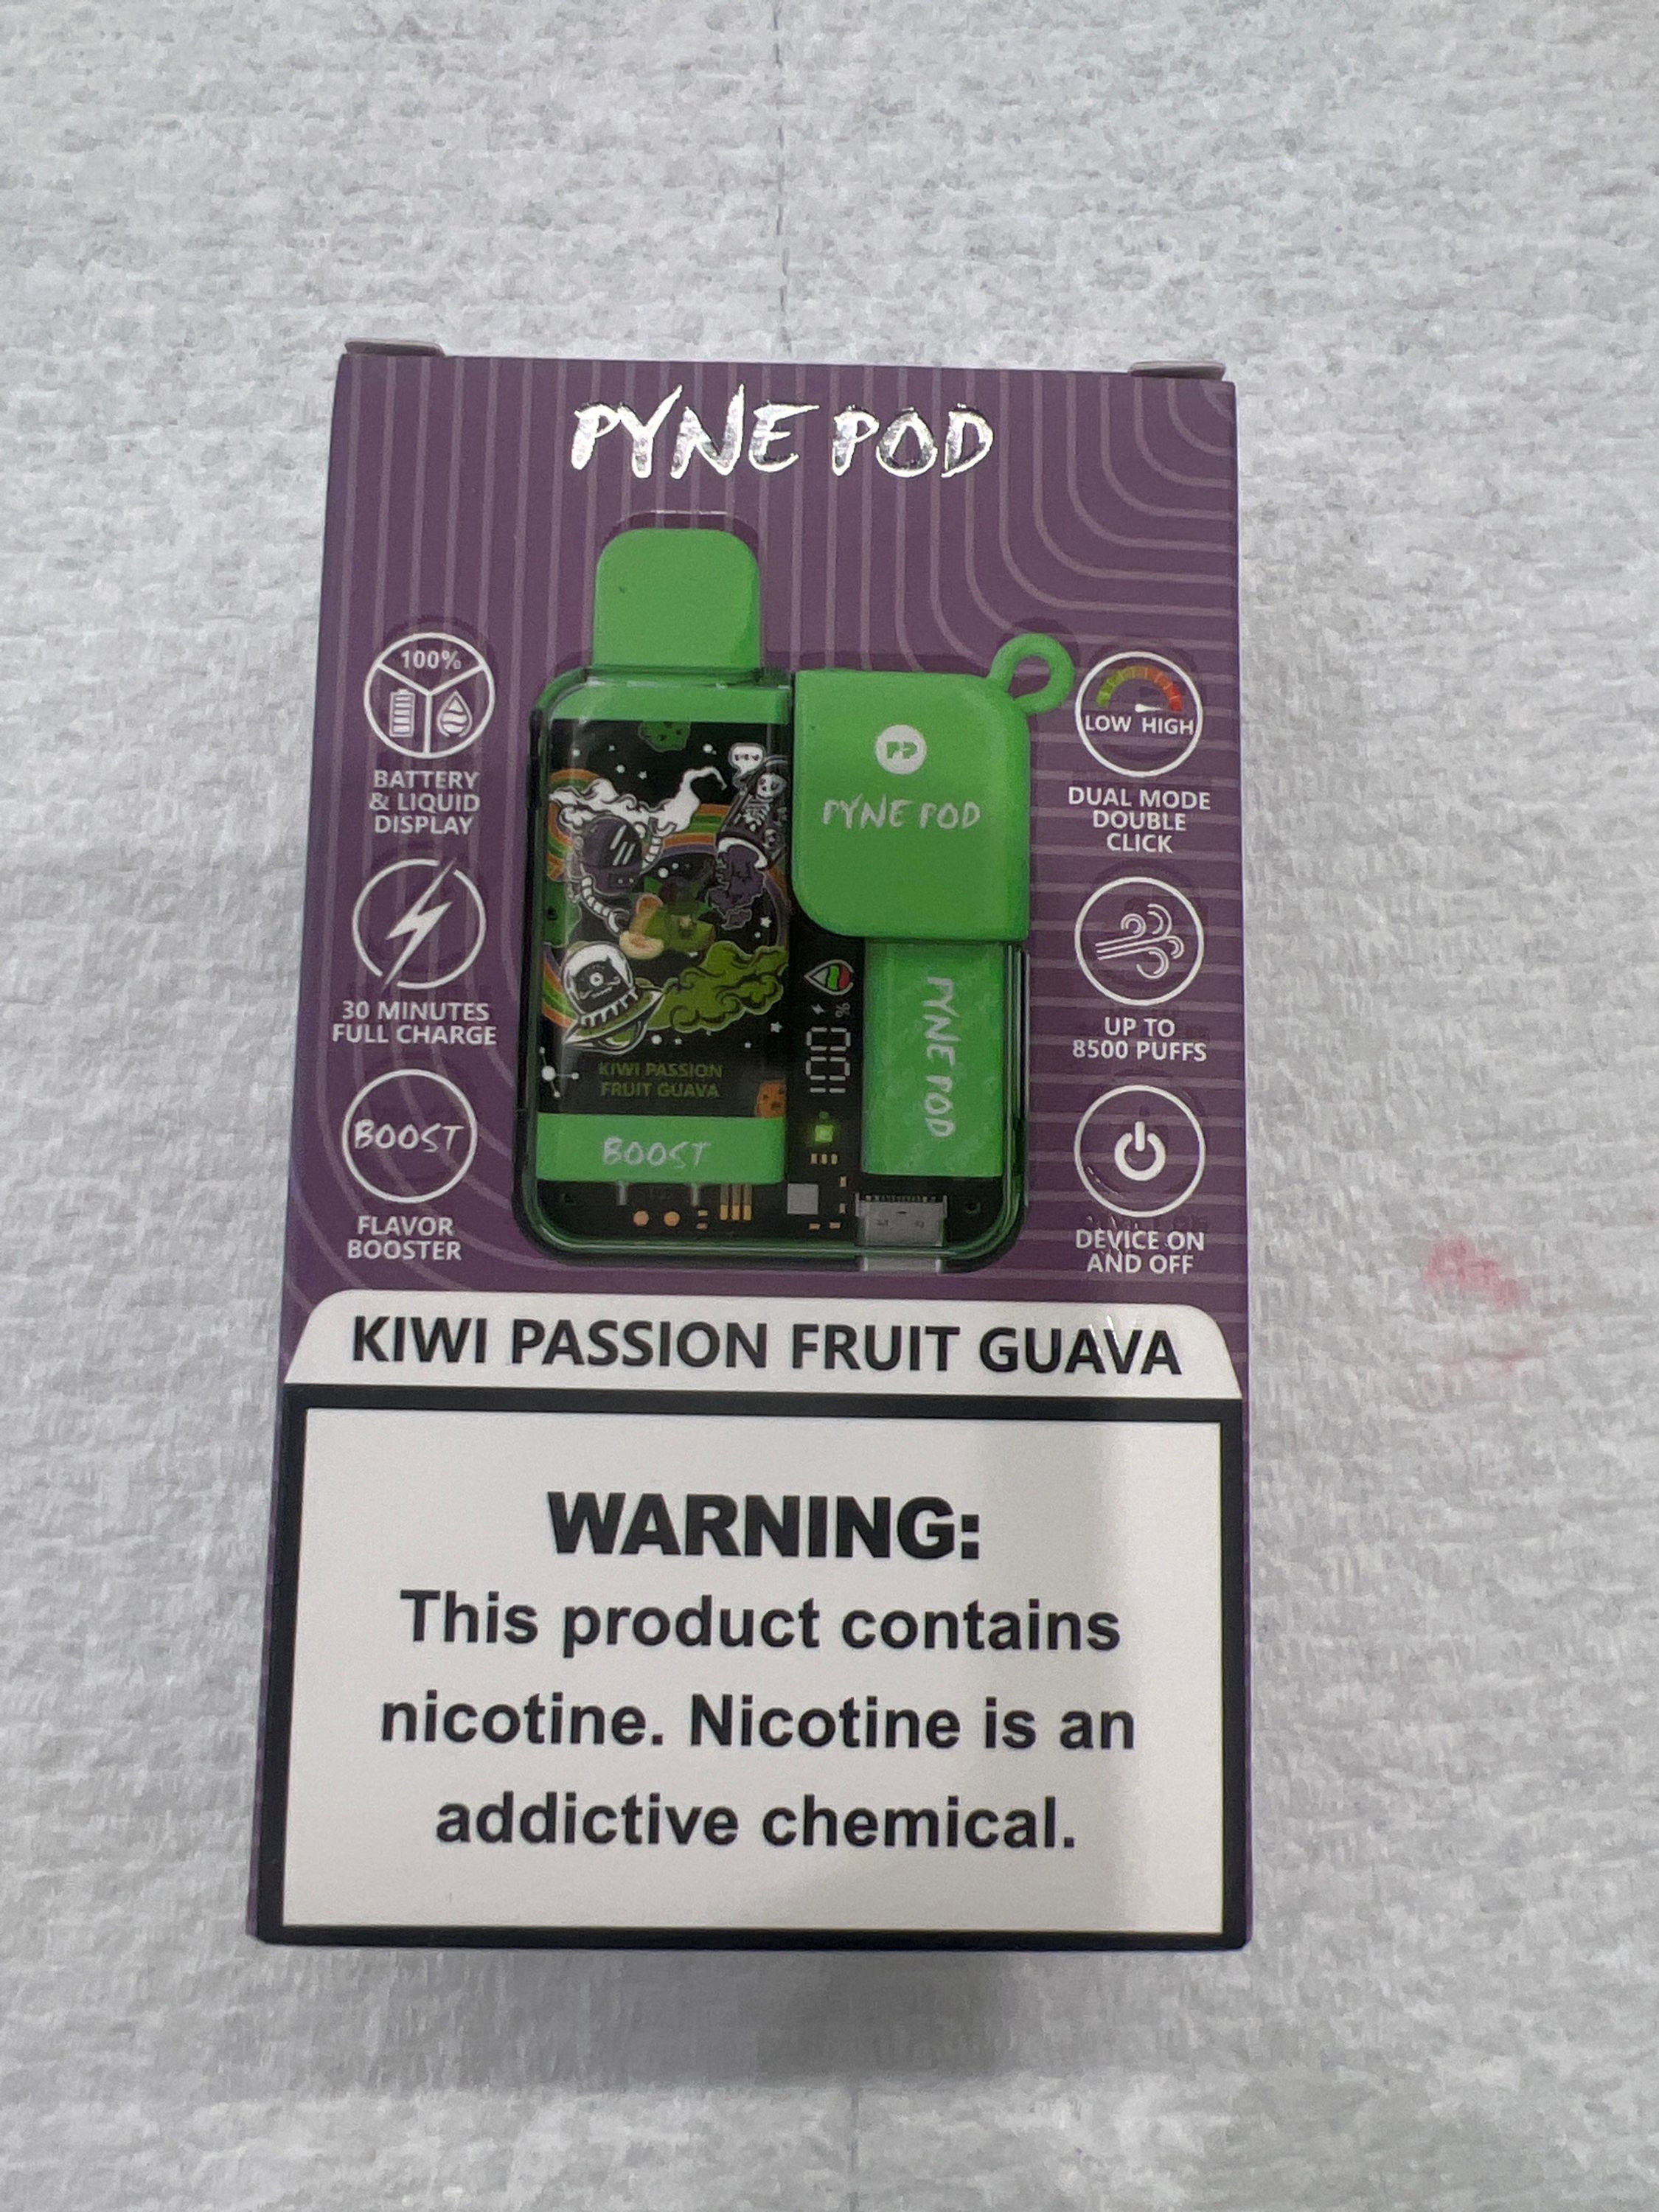 PYNE POD
100%
BATTERY
& LIQUID
DISPLAY
30 MINUTES
FULL CHARGE
BOOST
FLAVOR
BOOSTER
PYNE POD
PYNE POD
100%
KIWI PASSION
FRUIT GUAVA
BOOST
LOW HIGH
DUAL MODE
DOUBLE
CLICK
UP TO
8500 PUFFS
DEVICE ON
AND OFF
KIWI PASSION FRUIT GUAVA
WARNING:
This product contains
nicotine. Nicotine is an
addictive chemical.